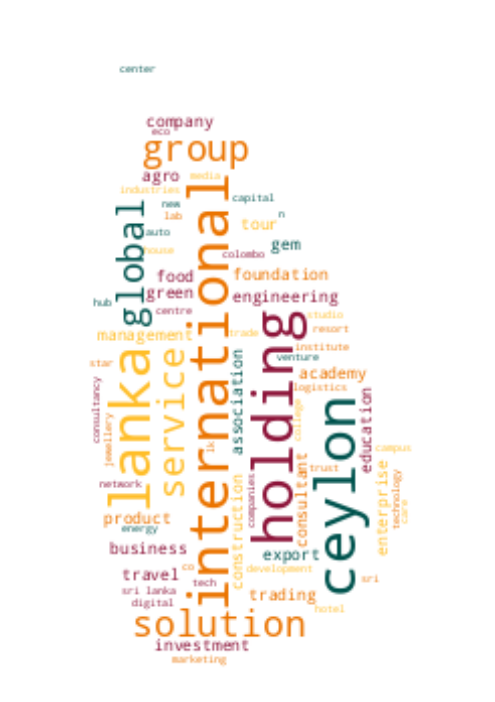 center
company
eco
group
agro
media
industries
capital
new
lab
n
tour
global
auto
gem
house
colombo
international
food
foundation
green
engineering
hub
centre
holding
studio
management
trade
resort
institute
lanka
service
association
venture
star
academy
logistics
consultancy
jewellery
college
education
ceylon
lk
campus
consultant
trust
enterprise
technology
care
network
companies
construction
product
energy
business
export
co
development
travel
tech
sri
sri lanka
trading
digital
hotel
solution
investment
marketing